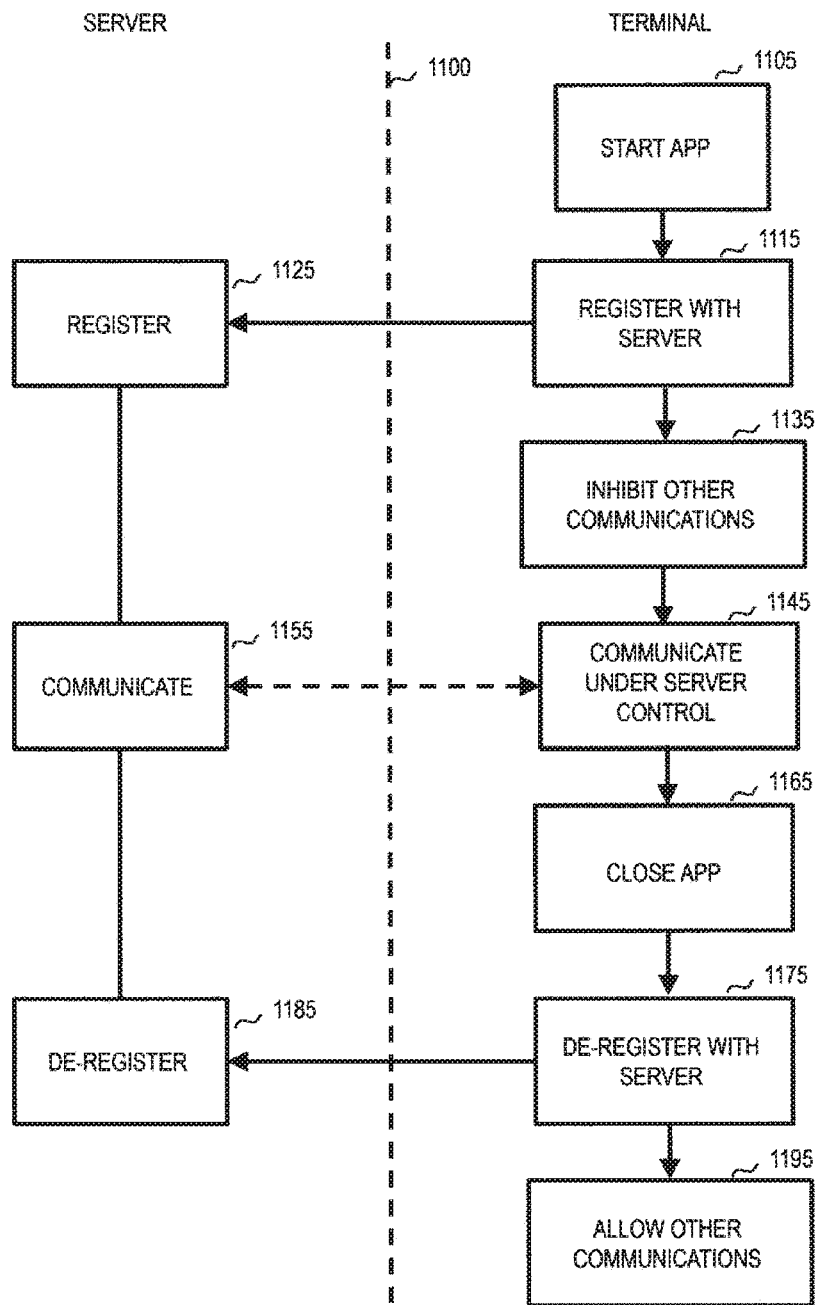 SERVER
TERMINAL
1100
1105
START APP
1115
REGISTER WITH
SERVER
1125
REGISTER
1135
INHIBIT OTHER
COMMUNICATIONS
1145
COMMUNICATE
UNDER SERVER
CONTROL
1155
COMMUNICATE
1165
CLOSE APP
1175
DE-REGISTER WITH
SERVER
1185
DE-REGISTER
1195
ALLOW OTHER
COMMUNICATIONS